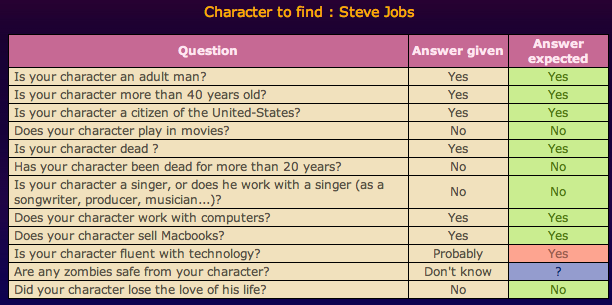 Character to find : Steve Jobs
Question Answer given Answer expected
Is your character an adult man? Yes Yes
Is your character more than 40 years old? Yes Yes
Is your character a citizen of the United-States? Yes Yes
Does your character play in movies? No No
Is your character dead ? Yes Yes
Has your character been dead for more than 20 years? No No
Is your character a singer, or does he work with a singer (as a
songwriter, producer, musician...)? No No
Does your character work with computers? Yes Yes
Does your character sell Macbooks? Yes Yes
Is your character fluent with technology? Probably Yes
Are any zombies safe from your character? Don't know ?
Did your character lose the love of his life? No No